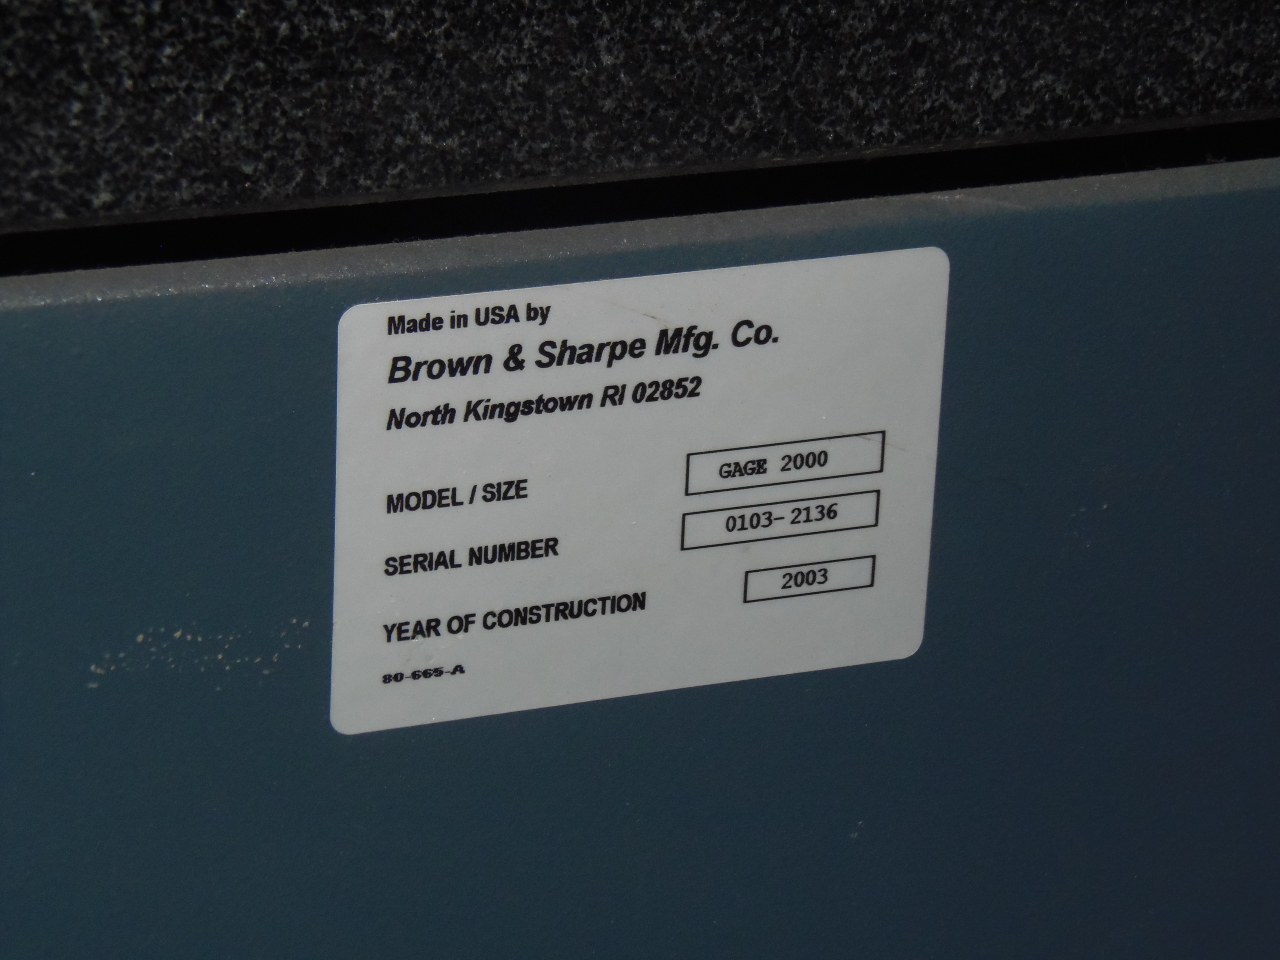 Made in USA by
Brown & Sharpe Mfg. Co.
North Kingstown RI 02852
MODEL / SIZE GAGE 2000
SERIAL NUMBER 0103-2136
YEAR OF CONSTRUCTION 2003
80-665-A